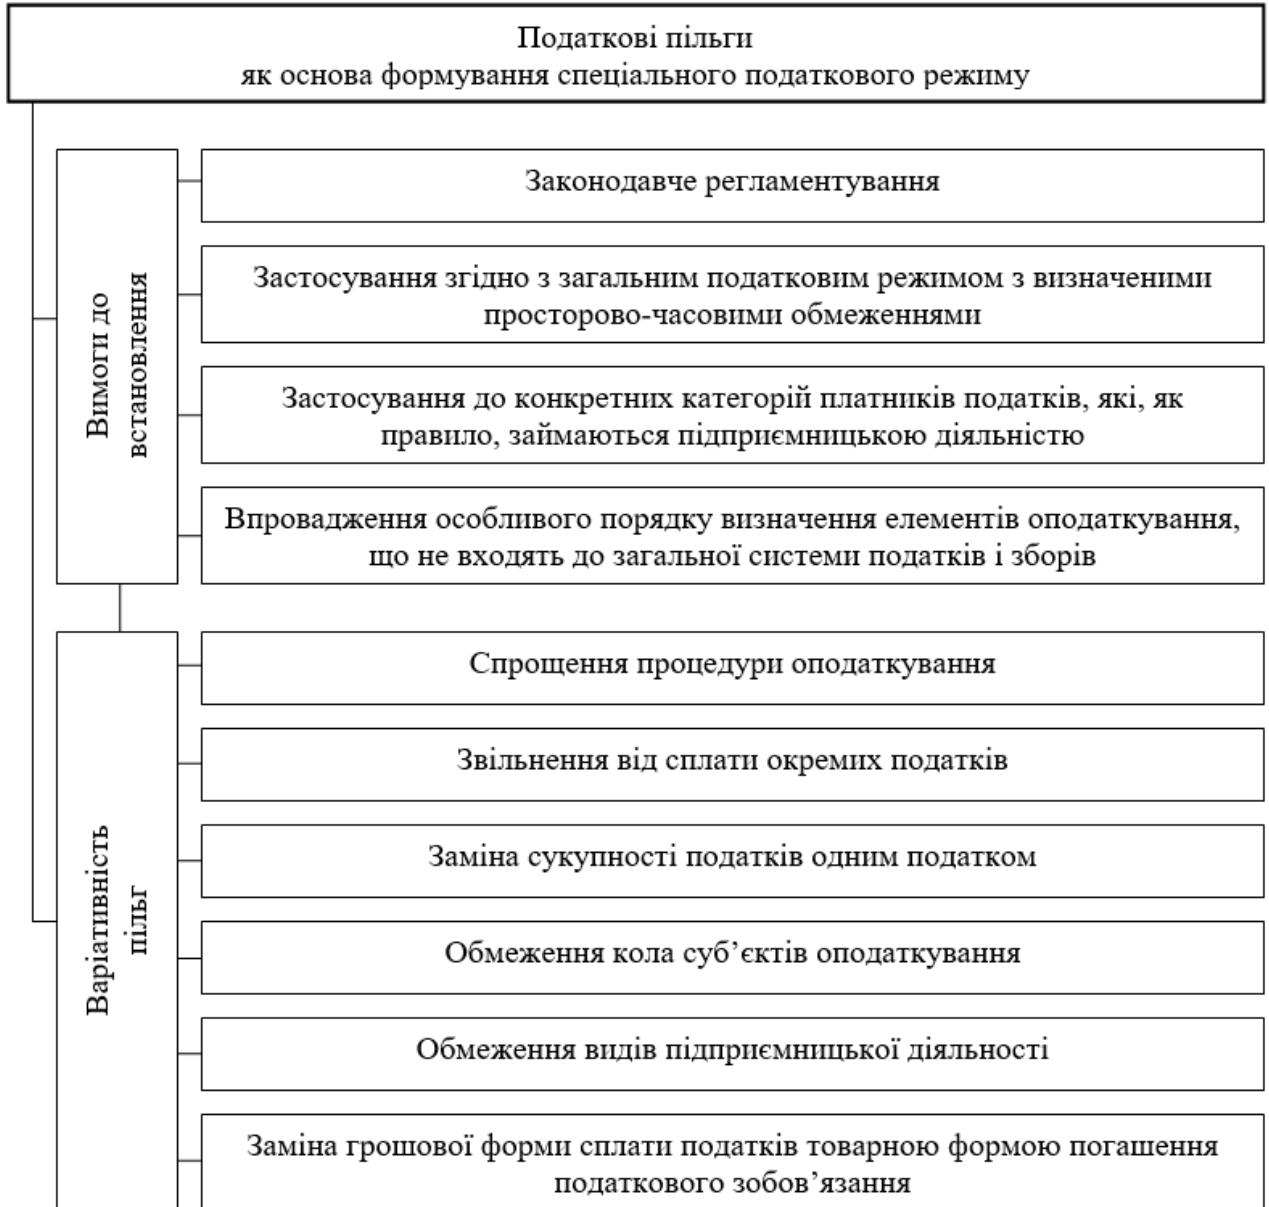 Податкові пільги
як основа формування спеціального податкового режиму
Вимоги до
встановлення
Законодавче регламентування
Застосування згідно з загальним податковим режимом з визначеними
просторово-часовими обмеженнями
Застосування до конкретних категорій платників податків, які, як
правило, займаються підприємницькою діяльністю
Впровадження особливого порядку визначення елементів оподаткування,
що не входять до загальної системи податків і зборів
Варіативність
пільг
Спрощення процедури оподаткування
Звільнення від сплати окремих податків
Заміна сукупності податків одним податком
Обмеження кола суб’єктів оподаткування
Обмеження видів підприємницької діяльності
Заміна грошової форми сплати податків товарною формою погашення
податкового зобов’язання